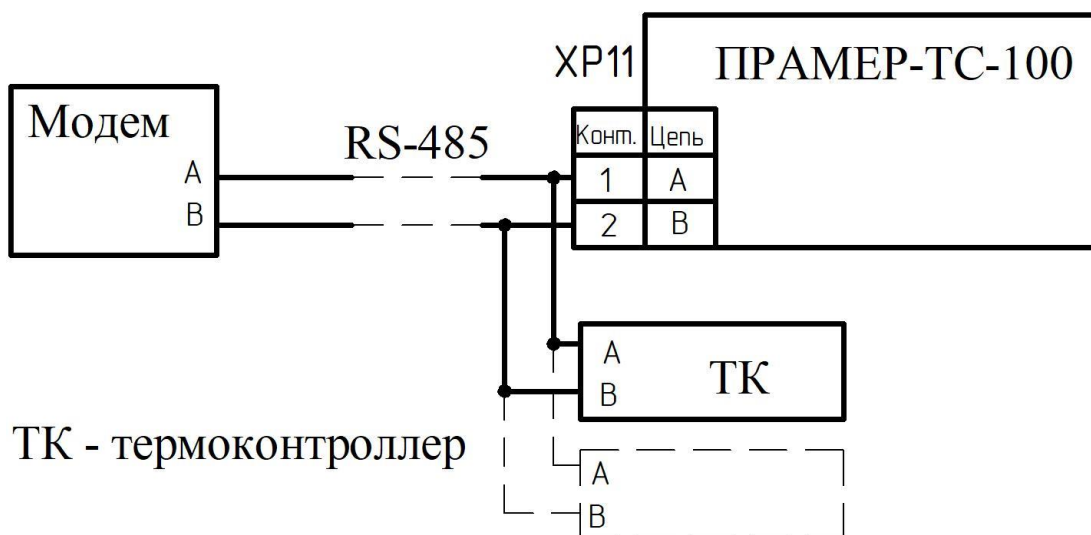 XP11
ПРАМЕР-ТС-100
Модем
RS-485
Конт. Цепь
A
1 A
B
2 B
A
ТК
B
ТК - термоконтроллер
A
B